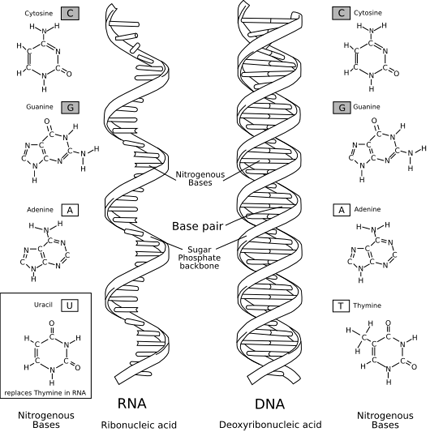 Cytosine C
Guanine G
Adenine A
Uracil U
replaces Thymine in RNA
Nitrogenous
Bases
Nitrogenous
Bases
Base pair
Sugar
Phosphate
backbone
RNA
Ribonucleic acid
DNA
Deoxyribonucleic acid
C Cytosine
G Guanine
A Adenine
T Thymine
Nitrogenous
Bases